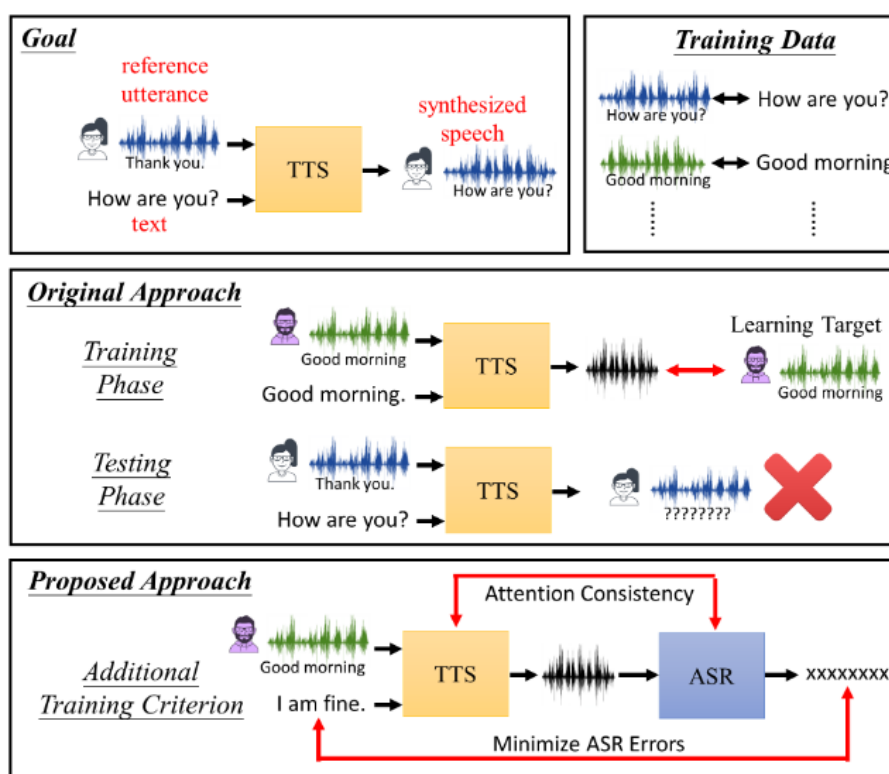 Goal
reference
utterance
Thank you.
How are you?
text
TTS
synthesized
speech
How are you?
Training Data
How are you?
How are you?
Good morning
Good morning
Original Approach
Training
Phase
Good morning
Good morning.
TTS
Learning Target
Good morning
Testing
Phase
Thank you.
How are you?
TTS
????????
Proposed Approach
Additional
Training Criterion
Good morning
I am fine.
TTS
Attention Consistency
ASR
xxxxxxxx
Minimize ASR Errors